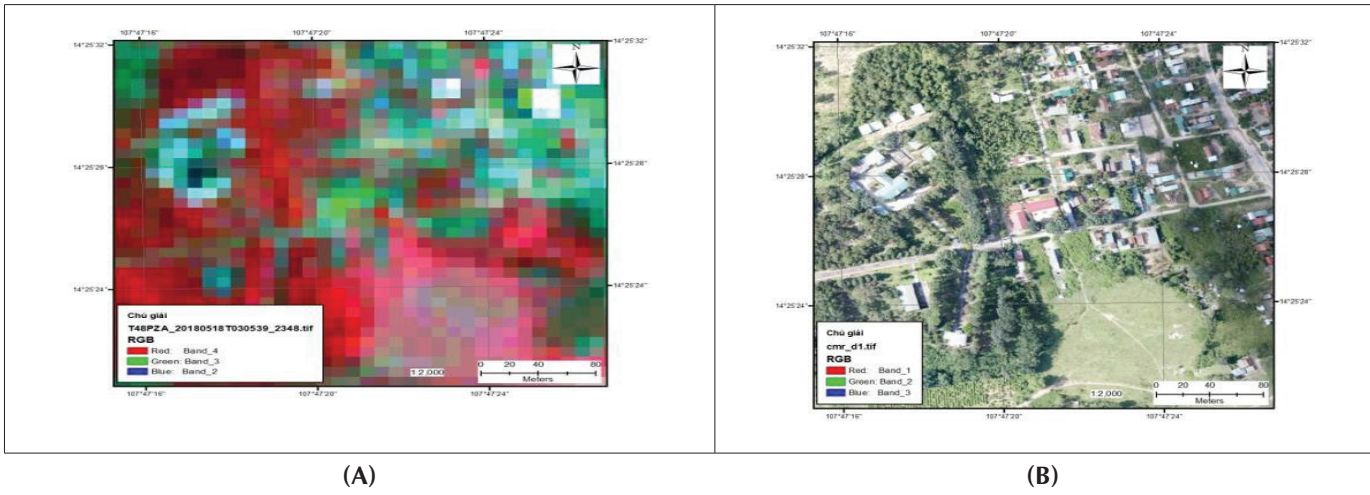 107°47'16" 107°47'20" 107°47'24"
14°25'32" 14°25'32"
N
14°25'28" 14°25'28"
14°25'24" 14°25'24"
Chú giải
T48PZA_20180518T030539_2348.tif
RGB
Red: Band_4
Green: Band_3
Blue: Band_2
1:2,000
0 20 40 80
Meters
107°47'16" 107°47'20" 107°47'24"
(A)
107°47'16" 107°47'20" 107°47'24"
14°25'32" 14°25'32"
N
14°25'28" 14°25'28"
14°25'24" 14°25'24"
Chú giải
cmr_d1.tif
RGB
Red: Band_1
Green: Band_2
Blue: Band_3
1:2,000
0 20 40 80
Meters
107°47'16" 107°47'20" 107°47'24"
(B)